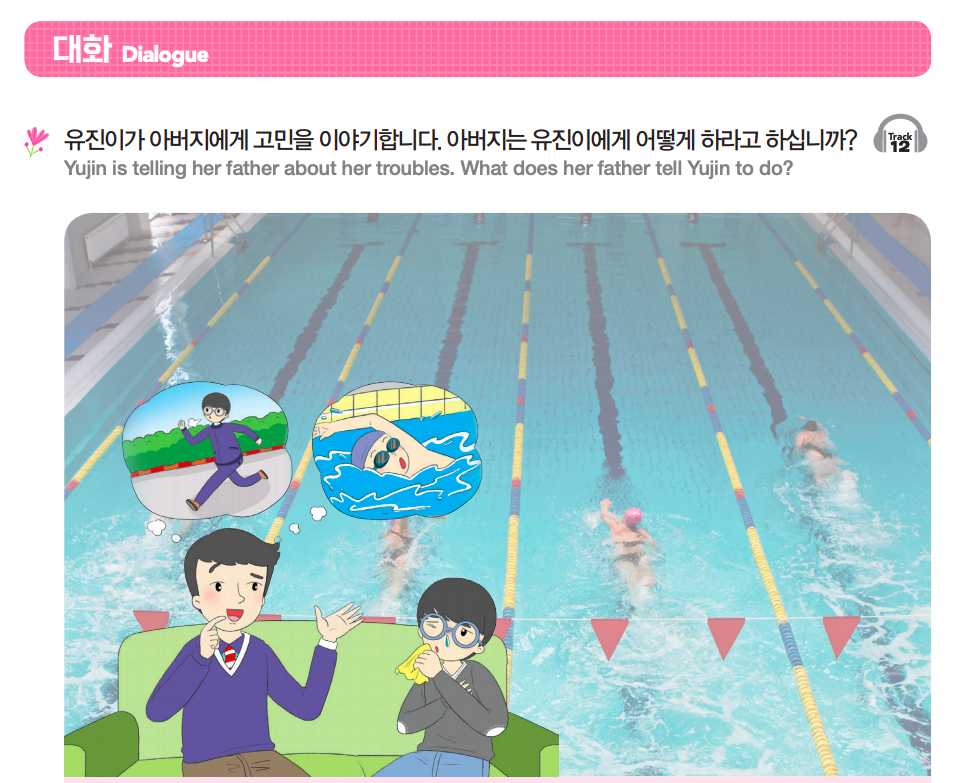 대화 Dialogue
유진이가 아버지에게 고민을 이야기합니다. 아버지는 유진이에게 어떻게 하라고 하십니까?
Track
12
Yujin is telling her father about her troubles. What does her father tell Yujin to do?